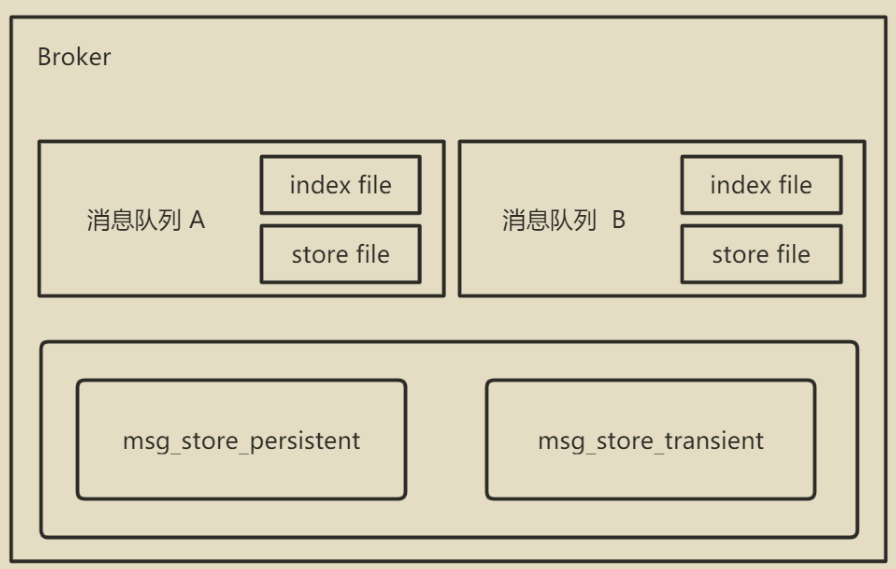 Broker
消息队列 A
index file
store file
消息队列 B
index file
store file
msg_store_persistent
msg_store_transient